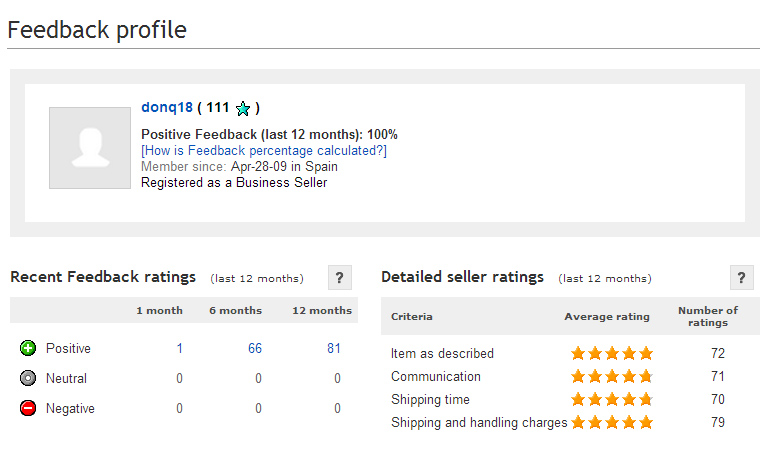 Feedback profile
donq18 ( 111 )
Positive Feedback (last 12 months): 100%
[How is Feedback percentage calculated?]
Member since: Apr-28-09 in Spain
Registered as a Business Seller
Recent Feedback ratings (last 12 months) ?
1 month 6 months 12 months
Positive 1 66 81
Neutral 0 0 0
Negative 0 0 0
Detailed seller ratings (last 12 months) ?
Criteria Average rating Number of ratings
Item as described 72
Communication 71
Shipping time 70
Shipping and handling charges 79